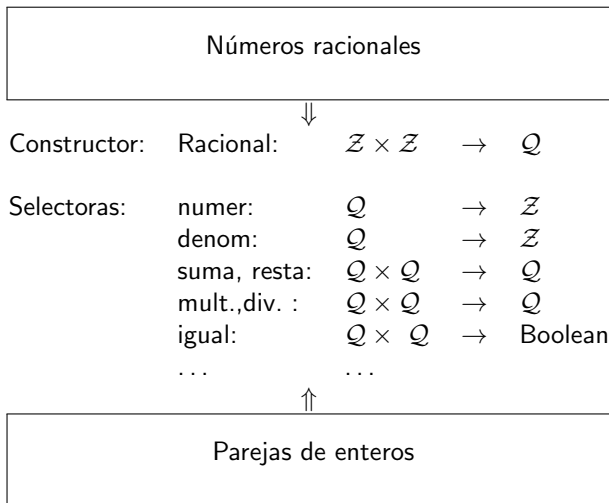 Números racionales
⇓
Constructor: Racional: 𝒵 × 𝒵 → 𝒬
Selectoras: numer: 𝒬 → 𝒵
denom: 𝒬 → 𝒵
suma, resta: 𝒬 × 𝒬 → 𝒬
mult.,div. : 𝒬 × 𝒬 → 𝒬
igual: 𝒬 × 𝒬 → Boolean
... ...
⇑
Parejas de enteros